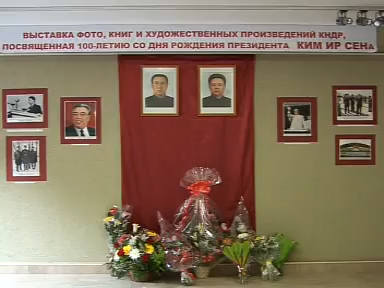 ВЫСТАВКА ФОТО, КНИГ И ХУДОЖЕСТВЕННЫХ ПРОИЗВЕДЕНИЙ КНДР,
ПОСВЯЩЕННАЯ 100-ЛЕТИЮ СО ДНЯ РОЖДЕНИЯ ПРЕЗИДЕНТА КИМ ИР СЕНа